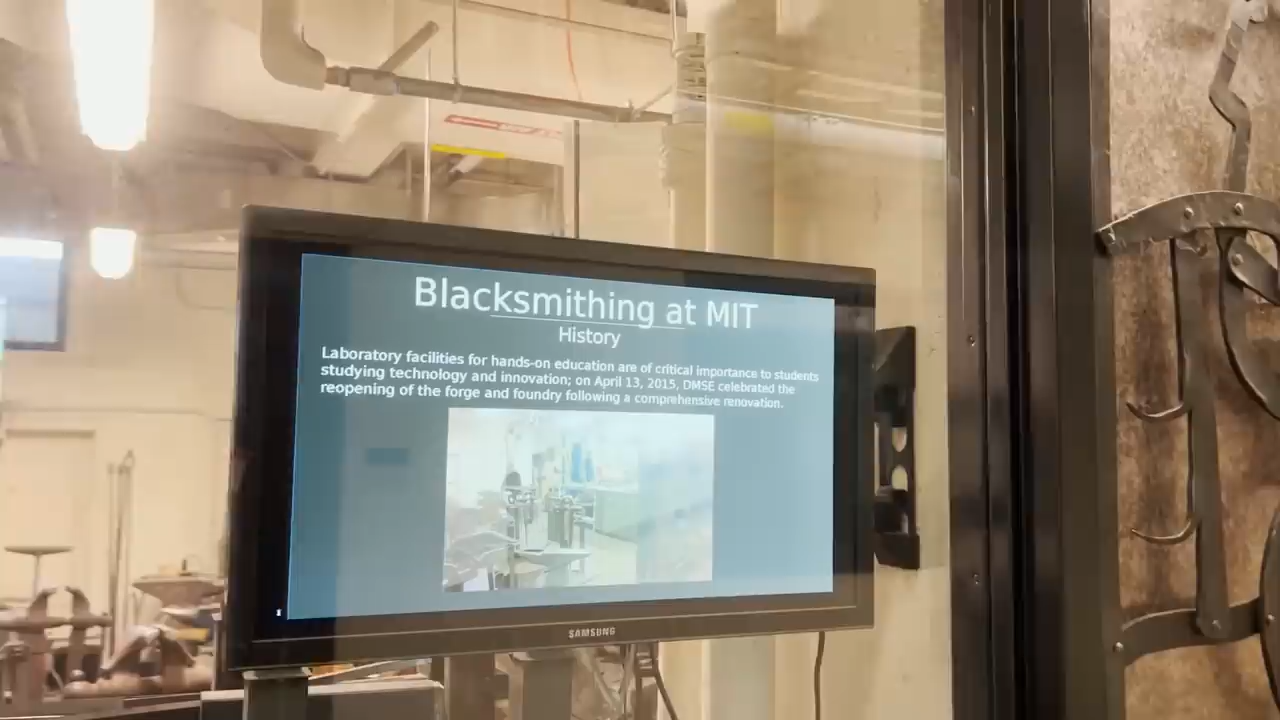 Blacksmithing at MIT
History
Laboratory facilities for hands-on education are of critical importance to students
studying technology and innovation; on April 13, 2015, DMSE celebrated the
reopening of the forge and foundry following a comprehensive renovation.
SAMSUNG